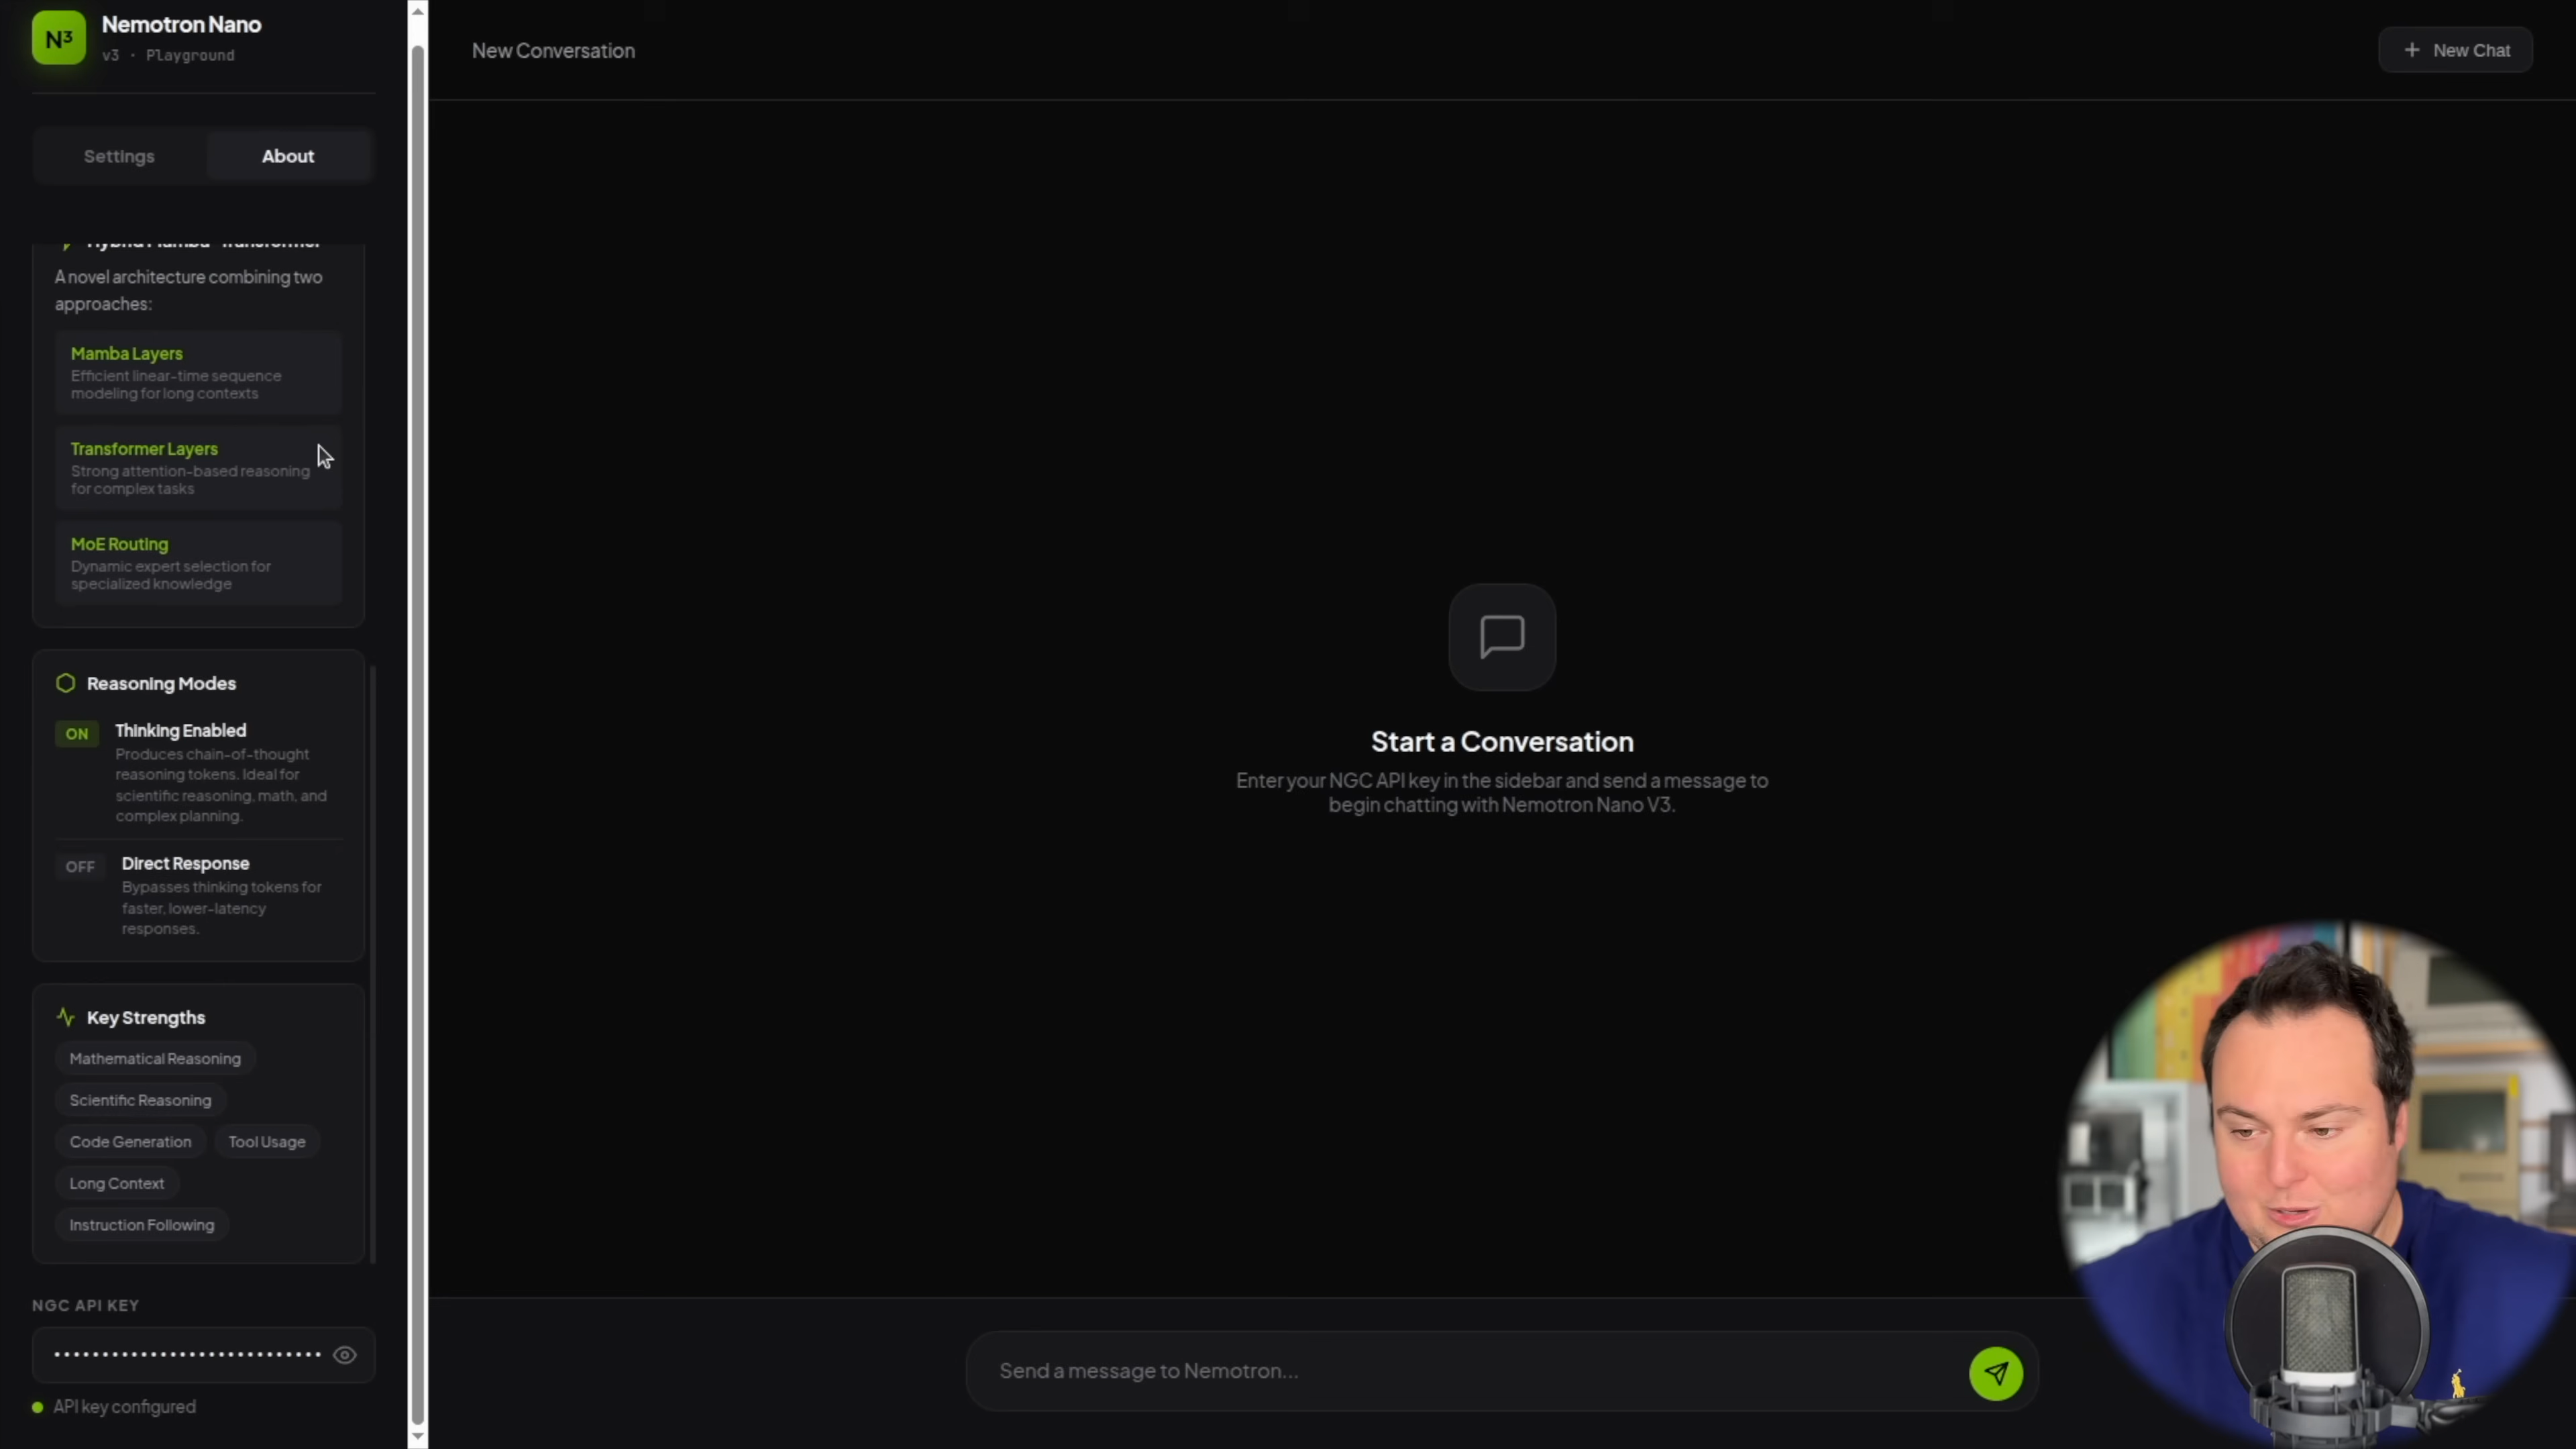 N³
Nemotron Nano
v3 · Playground
Settings
About
Hybrid Mamba-Transformer
A novel architecture combining two
approaches:
Mamba Layers
Efficient linear-time sequence
modeling for long contexts
Transformer Layers
Strong attention-based reasoning
for complex tasks
MoE Routing
Dynamic expert selection for
specialized knowledge
Reasoning Modes
ON
Thinking Enabled
Produces chain-of-thought
reasoning tokens. Ideal for
scientific reasoning, math, and
complex planning.
OFF
Direct Response
Bypasses thinking tokens for
faster, lower-latency
responses.
Key Strengths
Mathematical Reasoning
Scientific Reasoning
Code Generation
Tool Usage
Long Context
Instruction Following
NGC API KEY
API key configured
New Conversation
New Chat
Start a Conversation
Enter your NGC API key in the sidebar and send a message to
begin chatting with Nemotron Nano V3.
Send a message to Nemotron...